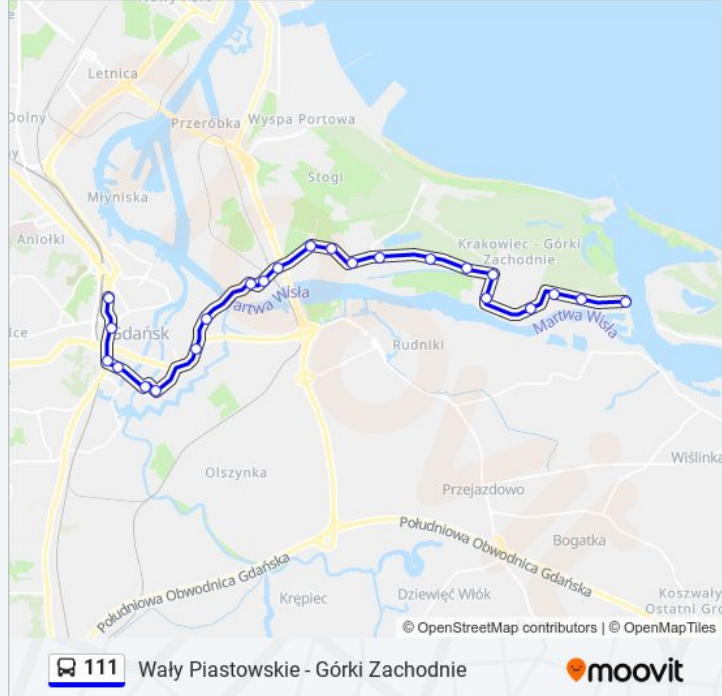 Letnica
Dolny
Przeróbka
Wyspa Portowa
Stogi
Młyniska
Aniołki
Krakowiec - Górki
Zachodnie
Martwa Wisła
Gdańsk
Martwa Wisła
Rudniki
Olszynka
Wiślinka
Przejazdowo
Południowa Obwodnica Gdańska
Bogatka
Południowa Obwodnica Gdańska
Krępiec
Dziewięć Włók
Koszwały
Ostatni Gro
© OpenStreetMap contributors | © OpenMapTiles
111 Wały Piastowskie - Górki Zachodnie
moovit